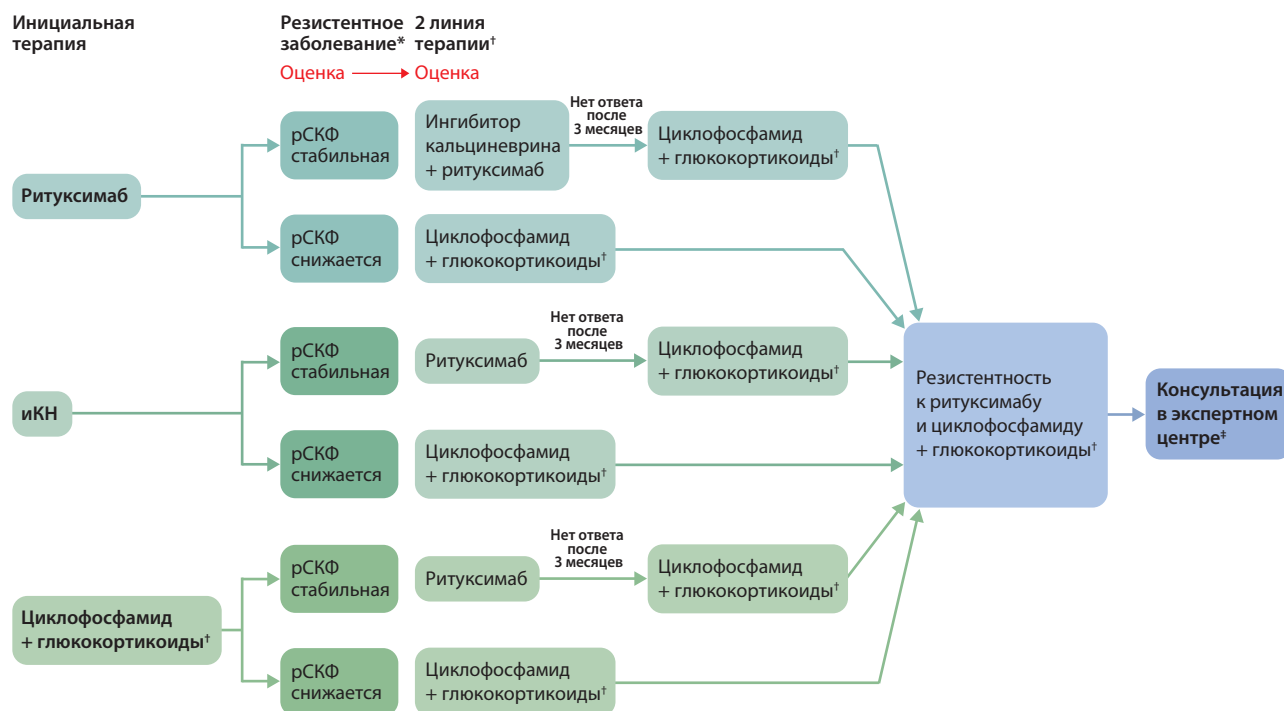 Инициальная
терапия
Резистентное
заболевание*
2 линия
терапии†
Оценка
Оценка
Ритуксимаб
рСКФ
стабильная
Ингибитор
кальциневрина
+ ритуксимаб
Нет ответа
после
3 месяцев
Циклофосфамид
+ глюкокортикоиды†
рСКФ
снижается
Циклофосфамид
+ глюкокортикоиды†
иКН
рСКФ
стабильная
Ритуксимаб
Нет ответа
после
3 месяцев
Циклофосфамид
+ глюкокортикоиды†
рСКФ
снижается
Циклофосфамид
+ глюкокортикоиды†
Циклофосфамид
+ глюкокортикоиды†
рСКФ
стабильная
Ритуксимаб
Нет ответа
после
3 месяцев
Циклофосфамид
+ глюкокортикоиды†
рСКФ
снижается
Циклофосфамид
+ глюкокортикоиды†
Резистентность
к ритуксимабу
и циклофосфамиду
+ глюкокортикоиды†
Консультация
в экспертном
центре‡